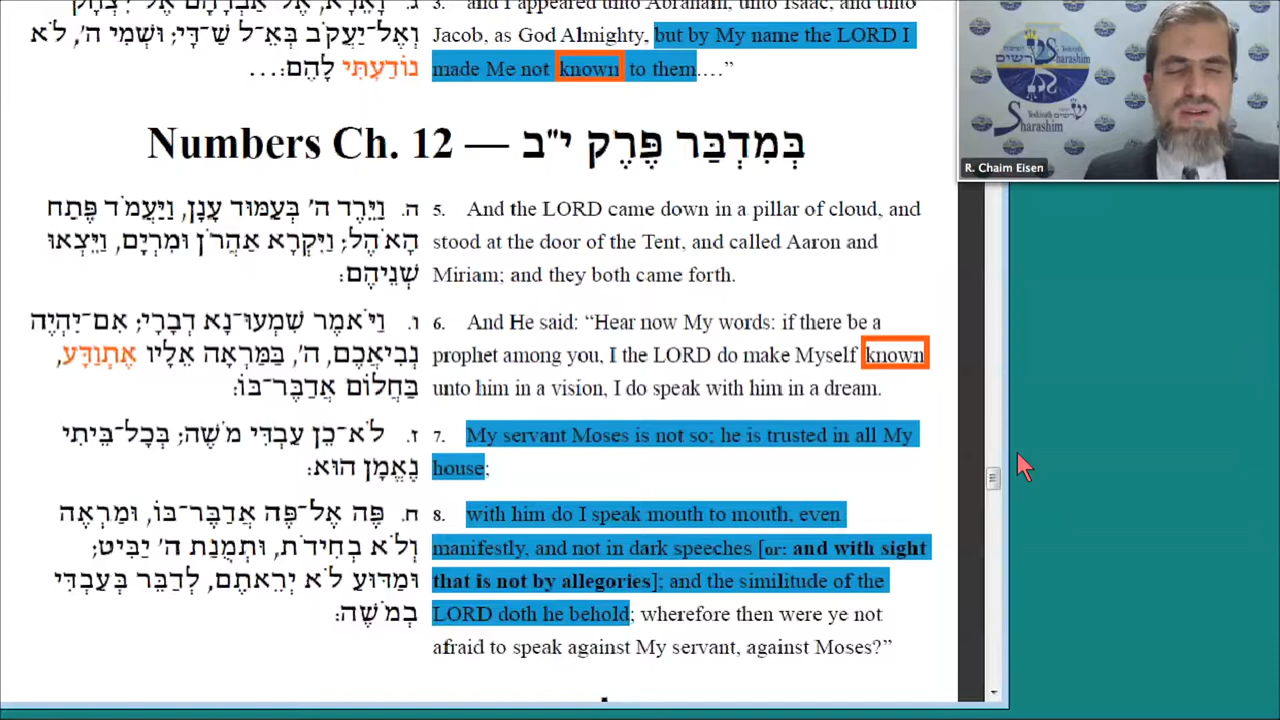 3. and I appeared unto Abraham, unto Isaac, and unto
Jacob, as God Almighty, but by My name the LORD I
made Me not known to them.…”
וְאֶל־יַעֲקֹב בְּאֵ־ל שַׁ־דָּי; וּשְׁמִי ה', לֹא
נוֹדַעְתִּי לָהֶם:…
Numbers Ch. 12 — בְּמִדְבַּר פֶּרֶק י״ב
ה. וַיֵּרֶד ה' בְּעַמּוּד עָנָן, וַיַּעֲמֹד פֶּתַח
הָאֹהֶל; וַיִּקְרָא אַהֲרֹן וּמִרְיָם, וַיֵּצְאוּ
שְׁנֵיהֶם:
5. And the LORD came down in a pillar of cloud, and
stood at the door of the Tent, and called Aaron and
Miriam; and they both came forth.
ו. וַיֹּאמֶר שִׁמְעוּ־נָא דְבָרָי; אִם־יִהְיֶה
נְבִיאֲכֶם, ה', בַּמַּרְאָה אֵלָיו אֶתְוַדָּע,
בַּחֲלוֹם אֲדַבֶּר־בּוֹ:
6. And He said: “Hear now My words: if there be a
prophet among you, I the LORD do make Myself known
unto him in a vision, I do speak with him in a dream.
ז. לֹא־כֵן עַבְדִּי מֹשֶׁה; בְּכָל־בֵּיתִי
נֶאֱמָן הוּא:
7. My servant Moses is not so; he is trusted in all My
house;
ח. פֶּה אֶל־פֶּה אֲדַבֶּר־בּוֹ, וּמַרְאֶה
וְלֹא בְחִידֹת, וּתְמֻנַת ה' יַבִּיט;
וּמַדּוּעַ לֹא יְרֵאתֶם, לְדַבֵּר בְּעַבְדִּי
בְמֹשֶׁה:
8. with him do I speak mouth to mouth, even
manifestly, and not in dark speeches [or: and with sight
that is not by allegories]; and the similitude of the
LORD doth he behold; wherefore then were ye not
afraid to speak against My servant, against Moses?”
Yeshivath
Sharashim
R. Chaim Eisen